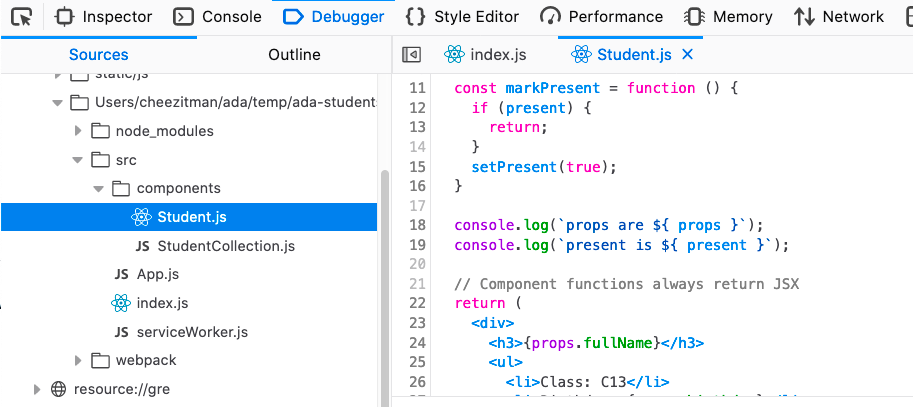 Inspector Console Debugger Style Editor Performance Memory Network
Sources Outline
static/js
Users/cheezitman/ada/temp/ada-student
node_modules
src
components
Student.js
StudentCollection.js
App.js
index.js
serviceWorker.js
webpack
resource://gre
index.js Student.js
11 const markPresent = function () {
12 if (present) {
13 return;
14 }
15 setPresent(true);
16 }
17
18 console.log(`props are ${ props }`);
19 console.log(`present is ${ present }`);
20
21 // Component functions always return JSX
22 return (
23 <div>
24 <h3>{props.fullName}</h3>
25 <ul>
26 <li>Class: C13</li>